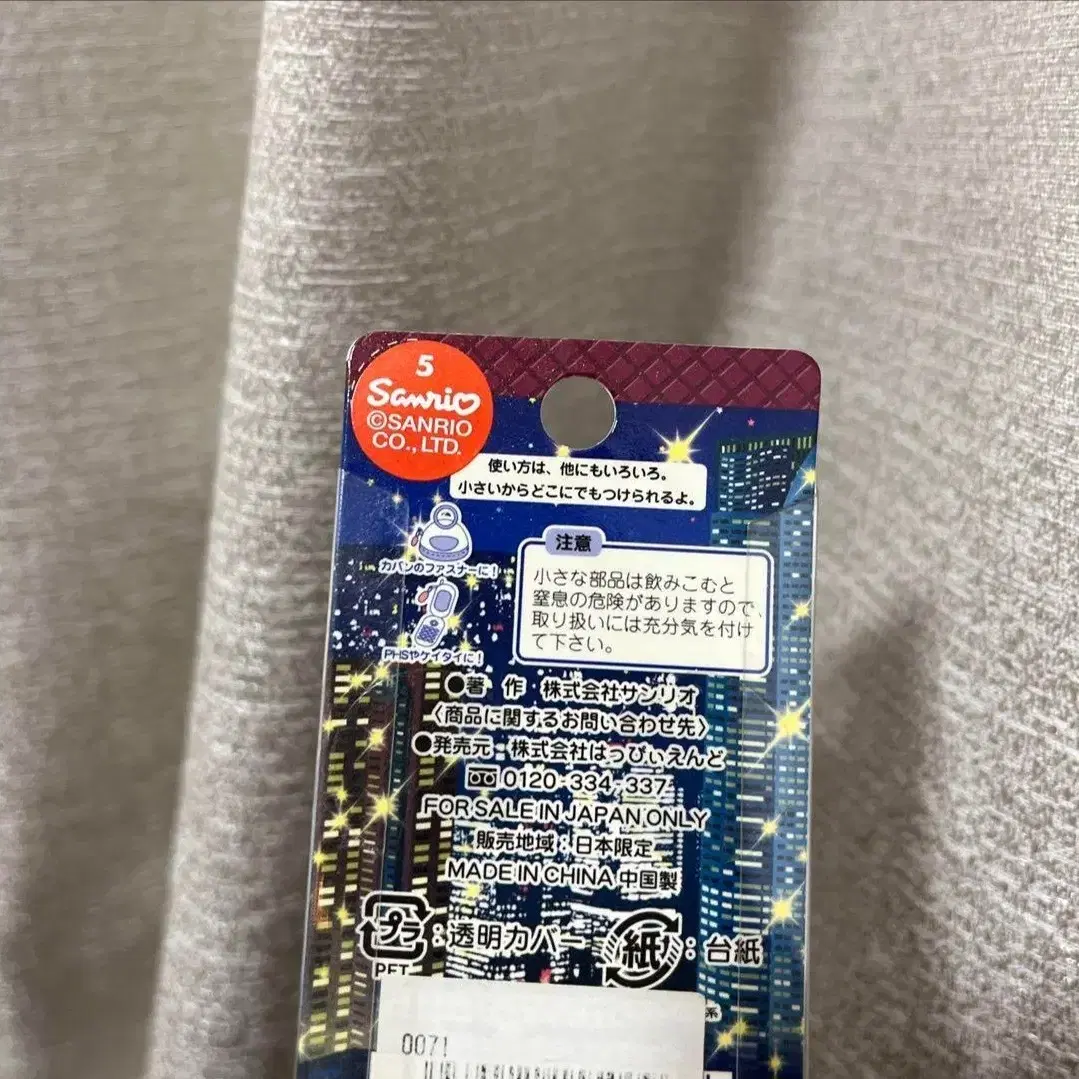 5
Sanrio
©SANRIO
CO., LTD.
使い方は、他にもいろいろ。
小さいからどこにでもつけられるよ。
カバンのファスナーに!
PHSやケイタイに!
注意
小さな部品は飲みこむと
窒息の危険がありますので、
取り扱いには充分気を付け
て下さい。
●著 作 株式会社サンリオ
〈商品に関するお問い合わせ先〉
●発売元 株式会社はっぴぃえんど
0120-334-337
FOR SALE IN JAPAN ONLY
販売地域:日本限定
MADE IN CHINA 中国製
プラ:透明カバー
PET
紙:台紙
系
0071